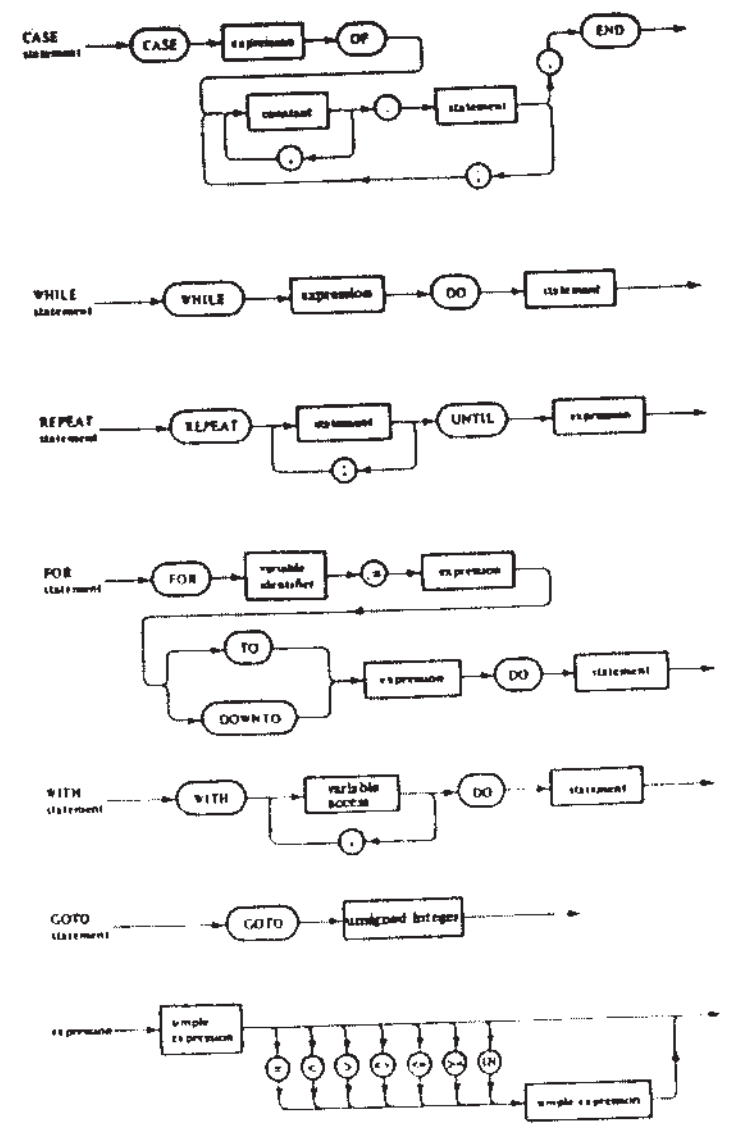 CASE
statement
CASE
expression
OF
END
constant
statement
,
;
WHILE
statement
WHILE
expression
DO
statement
REPEAT
statement
REPEAT
statement
UNTIL
expression
;
FOR
statement
FOR
variable
identifier
:=
expression
TO
DOWNTO
expression
DO
statement
WITH
statement
WITH
variable
access
DO
statement
,
GOTO
statement
GOTO
unsigned integer
expression
simple
expression
=
<
>
<>
<=
>=
IN
simple expression